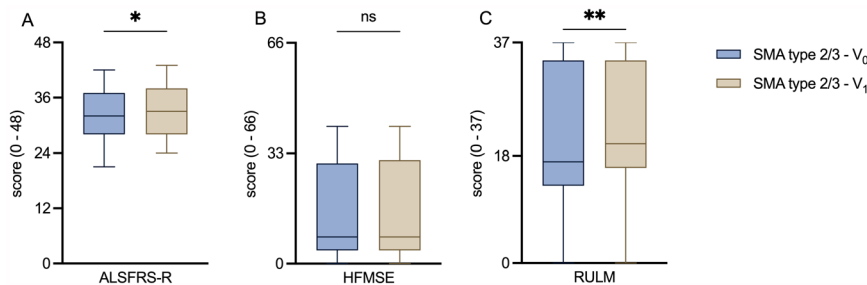 A
*
48
36
24
12
0
score (0 - 48)
ALSFRS-R
B
ns
66
33
0
score (0 - 66)
HFMSE
C
**
37
18
0
score (0 - 37)
RULM
SMA type 2/3 - V0
SMA type 2/3 - V1